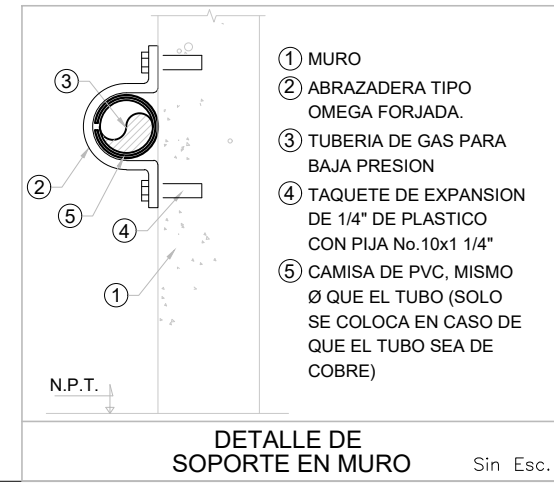 1 MURO
2 ABRAZADERA TIPO
OMEGA FORJADA.
3 TUBERIA DE GAS PARA
BAJA PRESION
4 TAQUETE DE EXPANSION
DE 1/4" DE PLASTICO
CON PIJA No.10x1 1/4"
5 CAMISA DE PVC, MISMO
Ø QUE EL TUBO (SOLO
SE COLOCA EN CASO DE
QUE EL TUBO SEA DE
COBRE)
3
2
5
4
1
N.P.T.
DETALLE DE
SOPORTE EN MURO
Sin Esc.